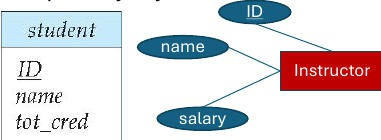 student
ID
name
tot_cred
ID
name
Instructor
salary